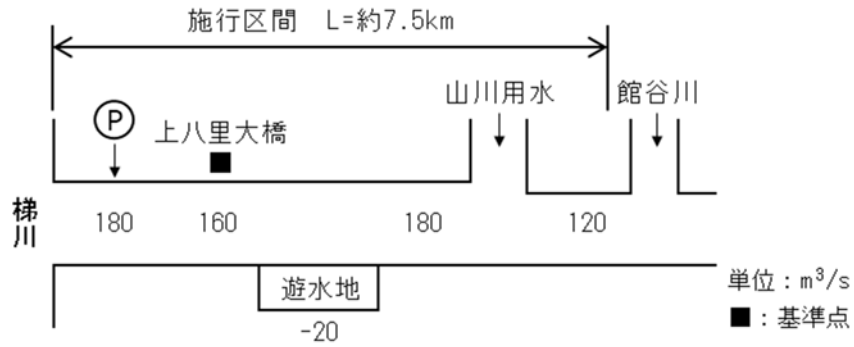 施行区間 L=約7.5km
山川用水 館谷川
Ⓟ
上八里大橋
■
梯川
180 160 180 120
遊水地
-20
単位：m³/s
■：基準点